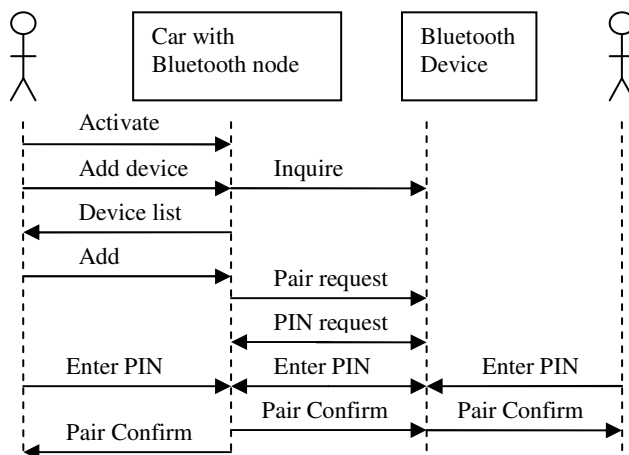 Car with
Bluetooth node
Bluetooth
Device
Activate
Add device
Inquire
Device list
Add
Pair request
PIN request
Enter PIN
Enter PIN
Enter PIN
Pair Confirm
Pair Confirm
Pair Confirm